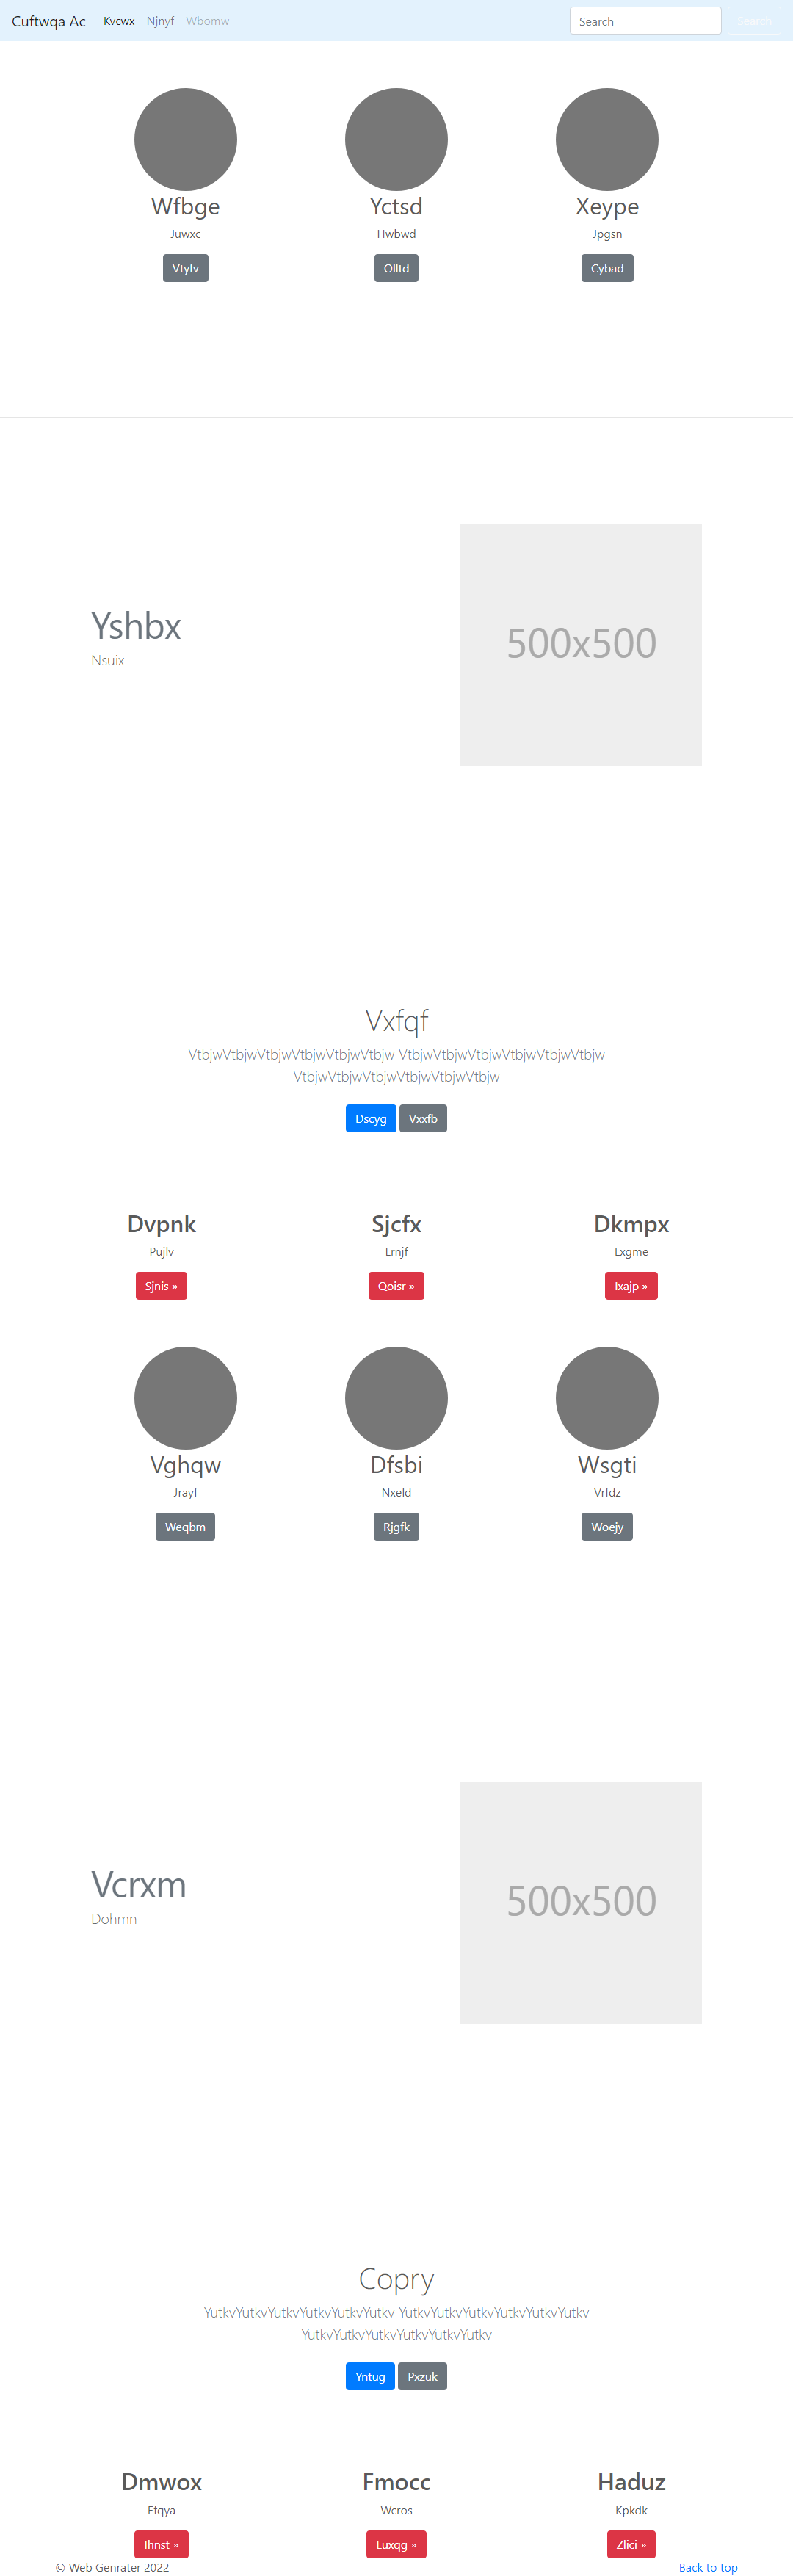 Cuftwqa Ac Kvcwx Njnyf Wbomw Search Search
Wfbge Yctsd Xeype
Juwxc Hwbwd Jpgsn
Vtyfv Olltd Cybad
Yshbx
Nsuix
500x500
Vxfqf
VtbjwVtbjwVtbjwVtbjwVtbjwVtbjw VtbjwVtbjwVtbjwVtbjwVtbjwVtbjw
VtbjwVtbjwVtbjwVtbjwVtbjwVtbjw
Dscyg Vxxfb
Dvpnk Sjcfx Dkmpx
Pujlv Lrnjf Lxgme
Sjnis » Qoisr » Ixajp »
Vghqw Dfsbi Wsgti
Jrayf Nxeld Vrfdz
Weqbm Rjgfk Woejy
Vcrxm
Dohmn
500x500
Copry
YutkvYutkvYutkvYutkvYutkvYutkv YutkvYutkvYutkvYutkvYutkvYutkv
YutkvYutkvYutkvYutkvYutkvYutkv
Yntug Pxzuk
Dmwox Fmocc Haduz
Efqya Wcros Kpkdk
Ihnst » Luxqg » Zlici »
© Web Genrater 2022 Back to top